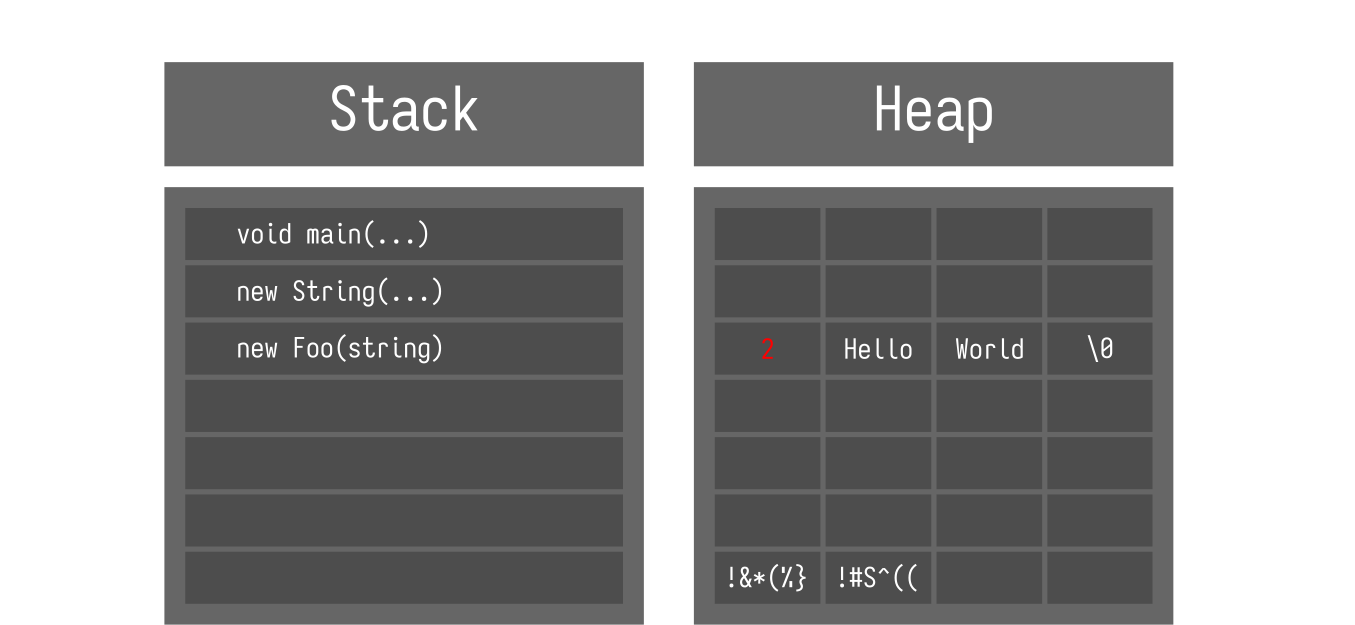 Stack
Heap
void main(...)
new String(...)
new Foo(string)
2 Hello World \0
!&*(%} !#S^((